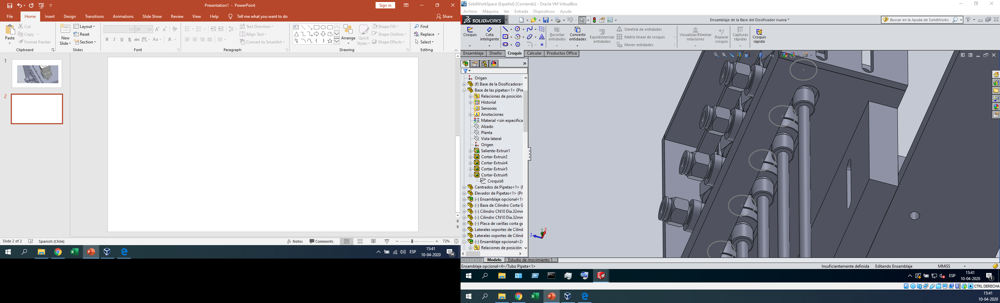 Presentation1 - PowerPoint
Sign in
File Home Insert Design Transitions Animations Slide Show Review View Help Tell me what you want to do
Share
Paste
Cut
Copy
Format Painter
Clipboard
New Slide
Layout
Reset
Section
Slides
24
B I U S abc AV Aa A
Font
Text Direction
Align Text
Convert to SmartArt
Paragraph
Arrange
Quick Styles
Shape Fill
Shape Outline
Shape Effects
Drawing
Find
Replace
Select
Editing
1
2
Slide 2 of 2
Spanish (Chile)
Notes
Comments
72%
ESP
15:41
10-04-2020
14
SolidWorkSpace (Español) [Corriendo] - Oracle VM VirtualBox
Archivo Máquina Ver Entrada Dispositivos Ayuda
SOLIDWORKS
Ensamblaje de la Base del Dosificador nueva *
Buscar en la Ayuda de SolidWorks
Croquis
Cota inteligente
Recortar entidades
Convertir entidades
Equidistanciar entidades
Simetría de entidades
Matriz lineal de croquis
Mover entidades
Visualizar/Eliminar relaciones
Reparar croquis
Capturas rápidas
Croquis rápido
Ensamblaje Diseño Croquis Calcular Productos Office
Origen
(f) Base de la Dosificadora<
Base de las pipetas<1> (Pre
Relaciones de posición
Historial
Sensores
Anotaciones
Material <sin especifica
Alzado
Planta
Vista lateral
Origen
Saliente-Extruir1
Cortar-Extruir2
Cortar-Extruir4
Cortar-Extruir5
Cortar-Extruir6
Croquis6
Centrados de Pipetas<1> (F
Elevador de Pipetas<1> (Pr
(-) Ensamblaje opcional<1>
(-) Base de Cilindro Corta G
(-) Cilindro CN10 Dia.32mm
(-) Cilindro CN10 Dia.32mm
(-) Placa de varillas corta go
Laterales soportes de Cilind
Laterales soportes de Cilind
(-) Ensamblaje opcional<2>
Relaciones de posición
Z Y X
Modelo Estudio de movimiento 1
Ensamblaje opcional<4>/Tubo Pipeta<1>
Insuficientemente definida Editando Ensamblaje MMGS
ESP
15:41
10-04-2020
1
CTRL DERECHA
15:41
10-04-2020